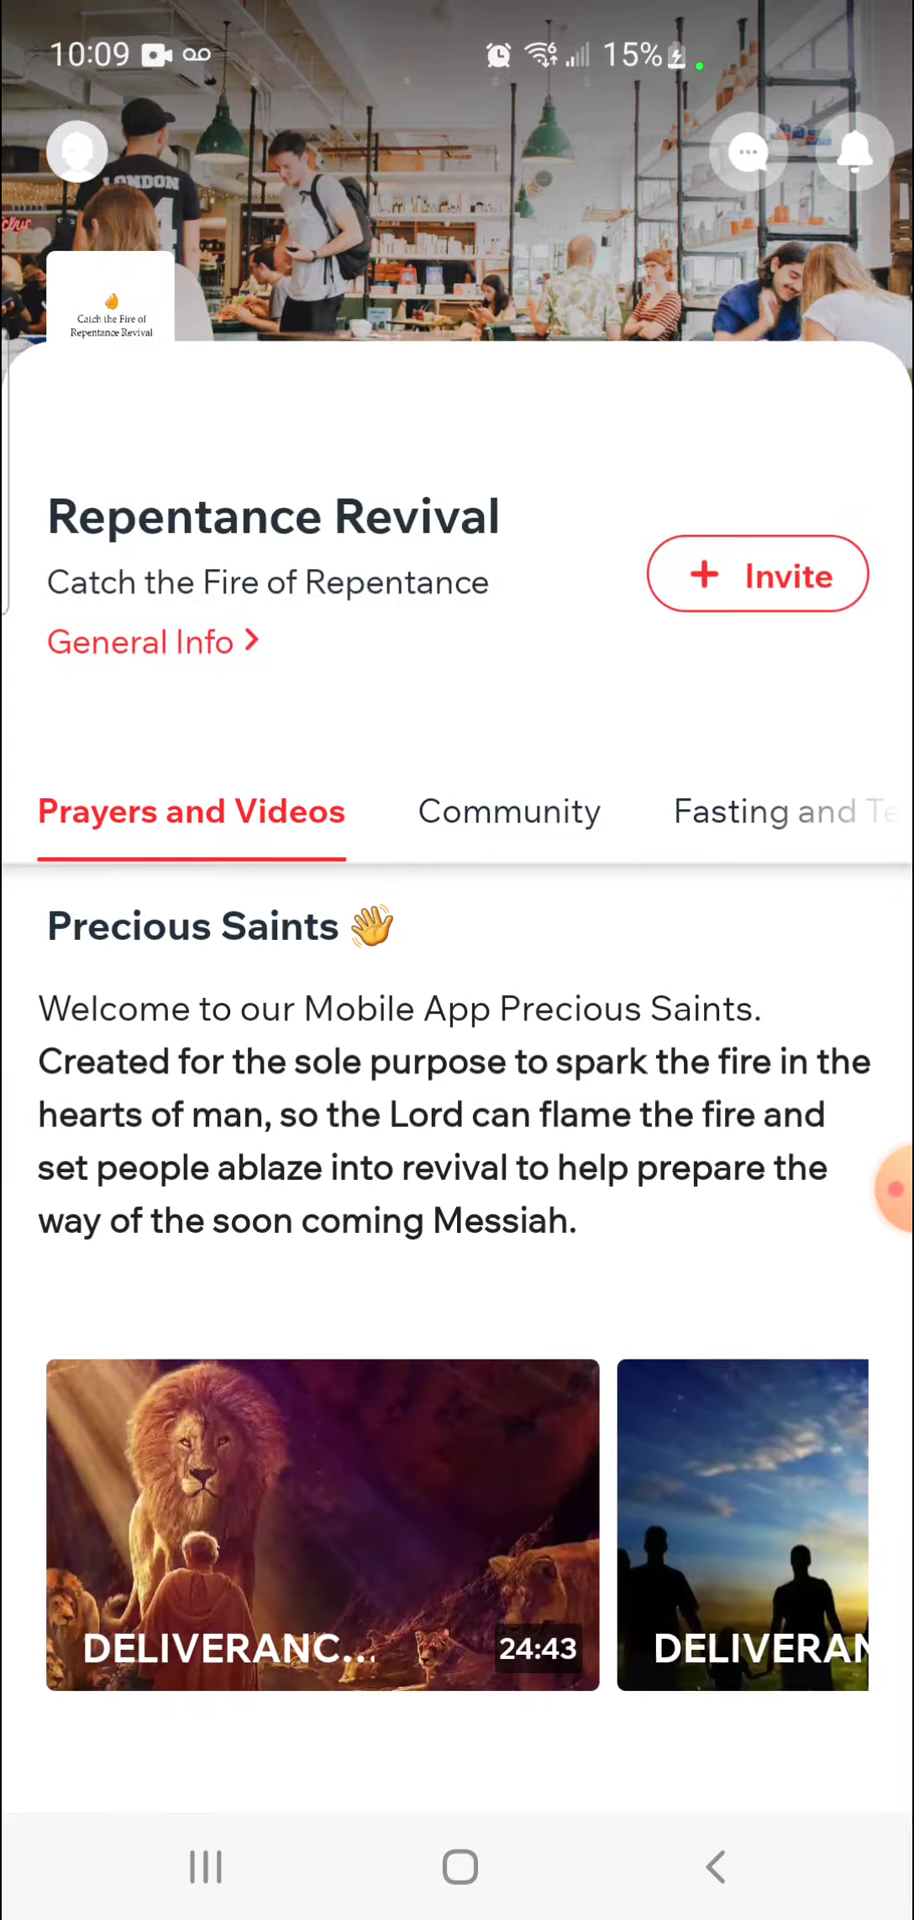 10:09
15%
LONDON
Catch the Fire of
Repentance Revival
Repentance Revival
Catch the Fire of Repentance
General Info
+ Invite
Prayers and Videos
Community
Fasting and Te
Precious Saints 👋
Welcome to our Mobile App Precious Saints.
Created for the sole purpose to spark the fire in the
hearts of man, so the Lord can flame the fire and
set people ablaze into revival to help prepare the
way of the soon coming Messiah.
DELIVERANC...
24:43
DELIVERAN